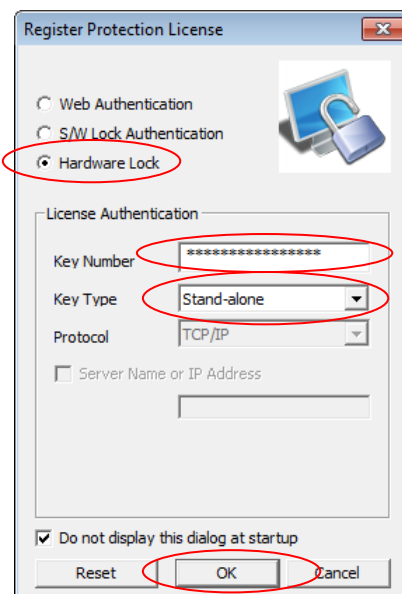 Register Protection License
Web Authentication
S/W Lock Authentication
Hardware Lock
License Authentication
Key Number ****************
Key Type Stand-alone
Protocol TCP/IP
Server Name or IP Address
Do not display this dialog at startup
Reset OK Cancel